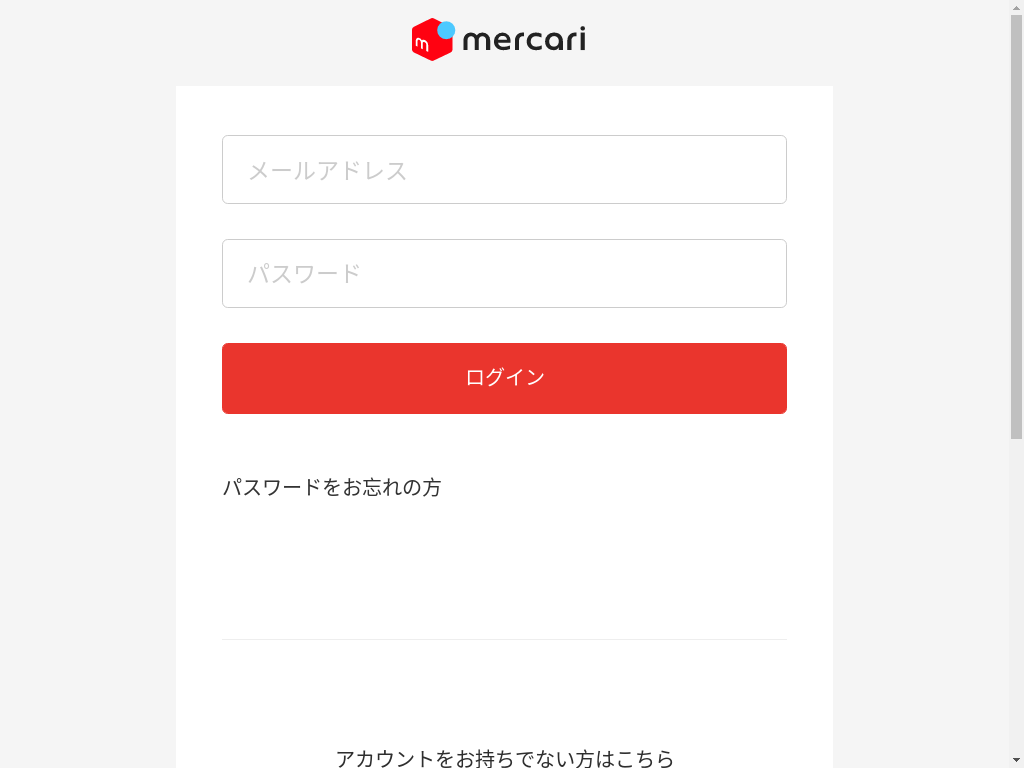 mercari
メールアドレス
パスワード
ログイン
パスワードをお忘れの方
アカウントをお持ちでない方はこちら